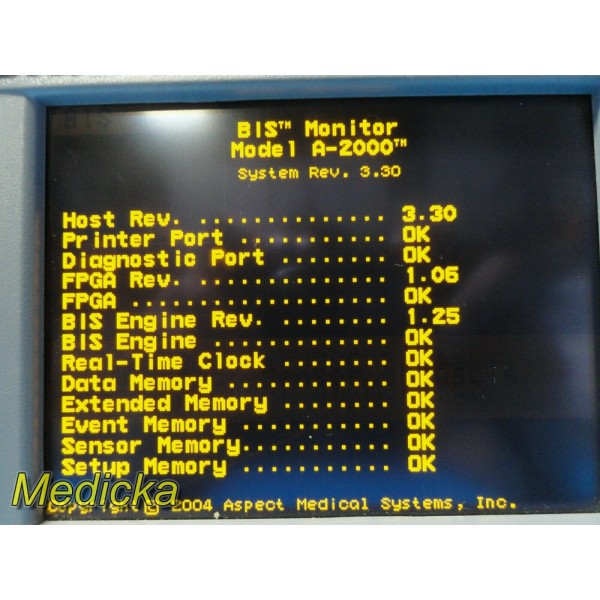 BIS™ Monitor
Model A-2000™
System Rev. 3.30
Host Rev. ............... 3.30
Printer Port ........... OK
Diagnostic Port ........ OK
FPGA Rev. ............... 1.06
FPGA .................... OK
BIS Engine Rev. ........ 1.25
BIS Engine ............. OK
Real-Time Clock ........ OK
Data Memory ............ OK
Extended Memory ........ OK
Event Memory ........... OK
Sensor Memory........... OK
Setup Memory ........... OK
Medicka
Copyright© 2004 Aspect Medical Systems, Inc.